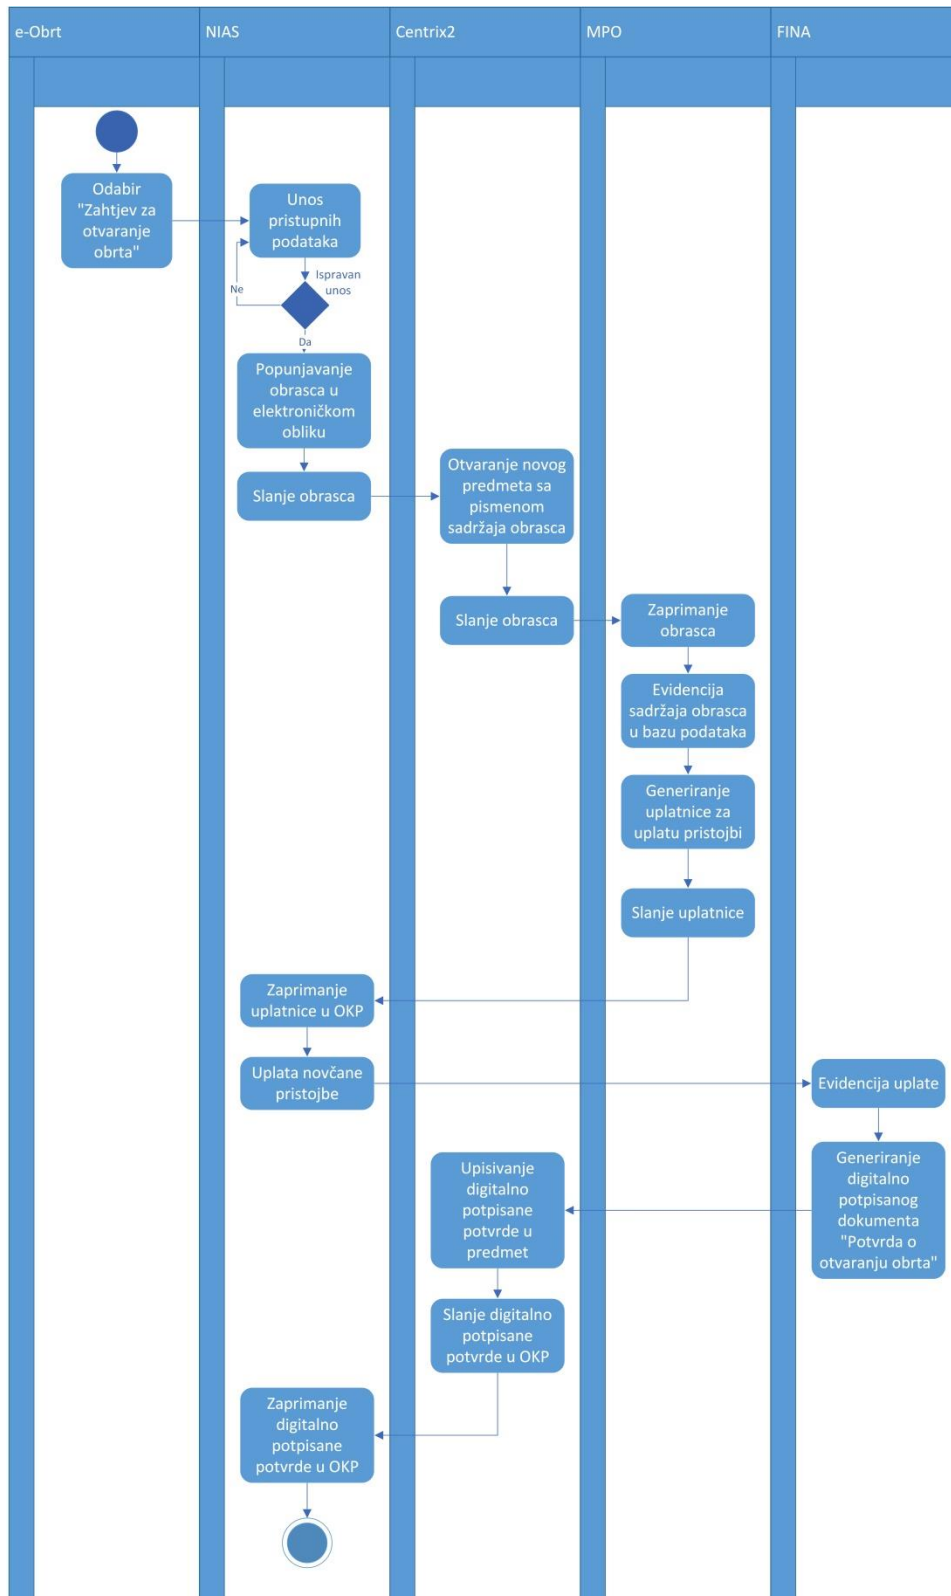 e-Obrt
NIAS
Centrix2
MPO
FINA
Odabir
"Zahtjev za
otvaranje
obrta"
Unos
pristupnih
podataka
Ispravan
unos
Ne
Da
Popunjavanje
obrasca u
elektroničkom
obliku
Slanje obrasca
Otvaranje novog
predmeta sa
pismenom
sadržaja obrasca
Slanje obrasca
Zaprimanje
obrasca
Evidencija
sadržaja obrasca
u bazu podataka
Generiranje
uplatnice za
uplatu pristojbi
Slanje uplatnice
Zaprimanje
uplatnice u OKP
Uplata novčane
pristojbe
Evidencija uplate
Generiranje
digitalno
potpisanog
dokumenta
"Potvrda o
otvaranju obrta"
Upisivanje
digitalno
potpisane
potvrde u
predmet
Slanje digitalno
potpisane
potvrde u OKP
Zaprimanje
digitalno
potpisane
potvrde u OKP